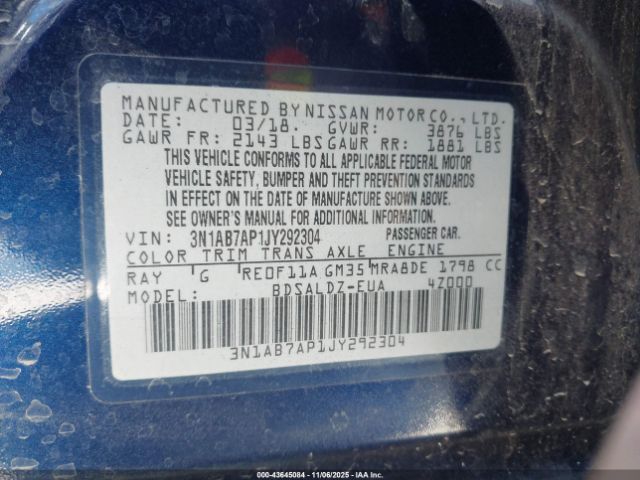 MANUFACTURED BY NISSAN MOTOR CO., LTD.
DATE: 03/18. GVWR: 3876 LBS
GAWR FR: 2143 LBS GAWR RR: 1881 LBS
THIS VEHICLE CONFORMS TO ALL APPLICABLE FEDERAL MOTOR
VEHICLE SAFETY, BUMPER AND THEFT PREVENTION STANDARDS
IN EFFECT ON THE DATE OF MANUFACTURE SHOWN ABOVE.
SEE OWNER'S MANUAL FOR ADDITIONAL INFORMATION.
VIN: 3N1AB7AP1JY292304 PASSENGER CAR.
COLOR TRIM TRANS AXLE ENGINE
RAY G RE0F11A GM35 MRA8DE 1798 CC
MODEL: BDSALDZ-EUA 4Z000
3N1AB7AP1JY292304
000-43645084 - 11/06/2025 - IAA Inc.